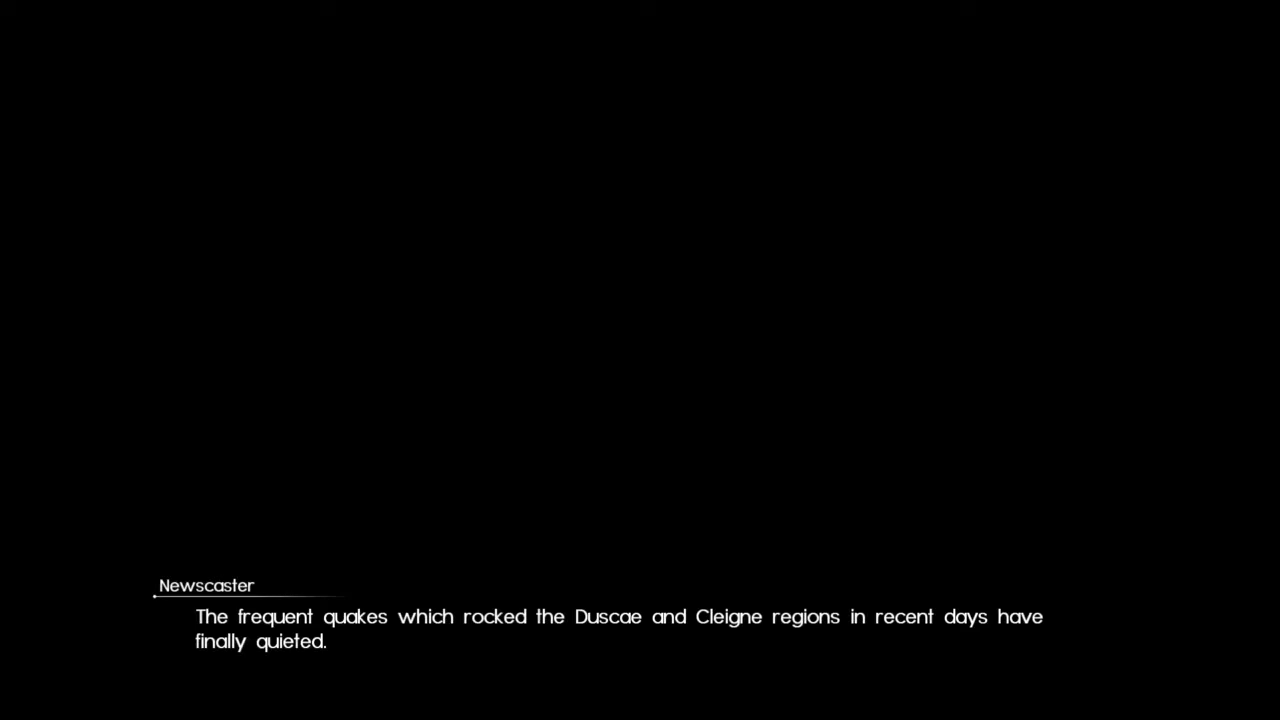 Newscaster
The frequent quakes which rocked the Duscae and Cleigne regions in recent days have
finally quieted.